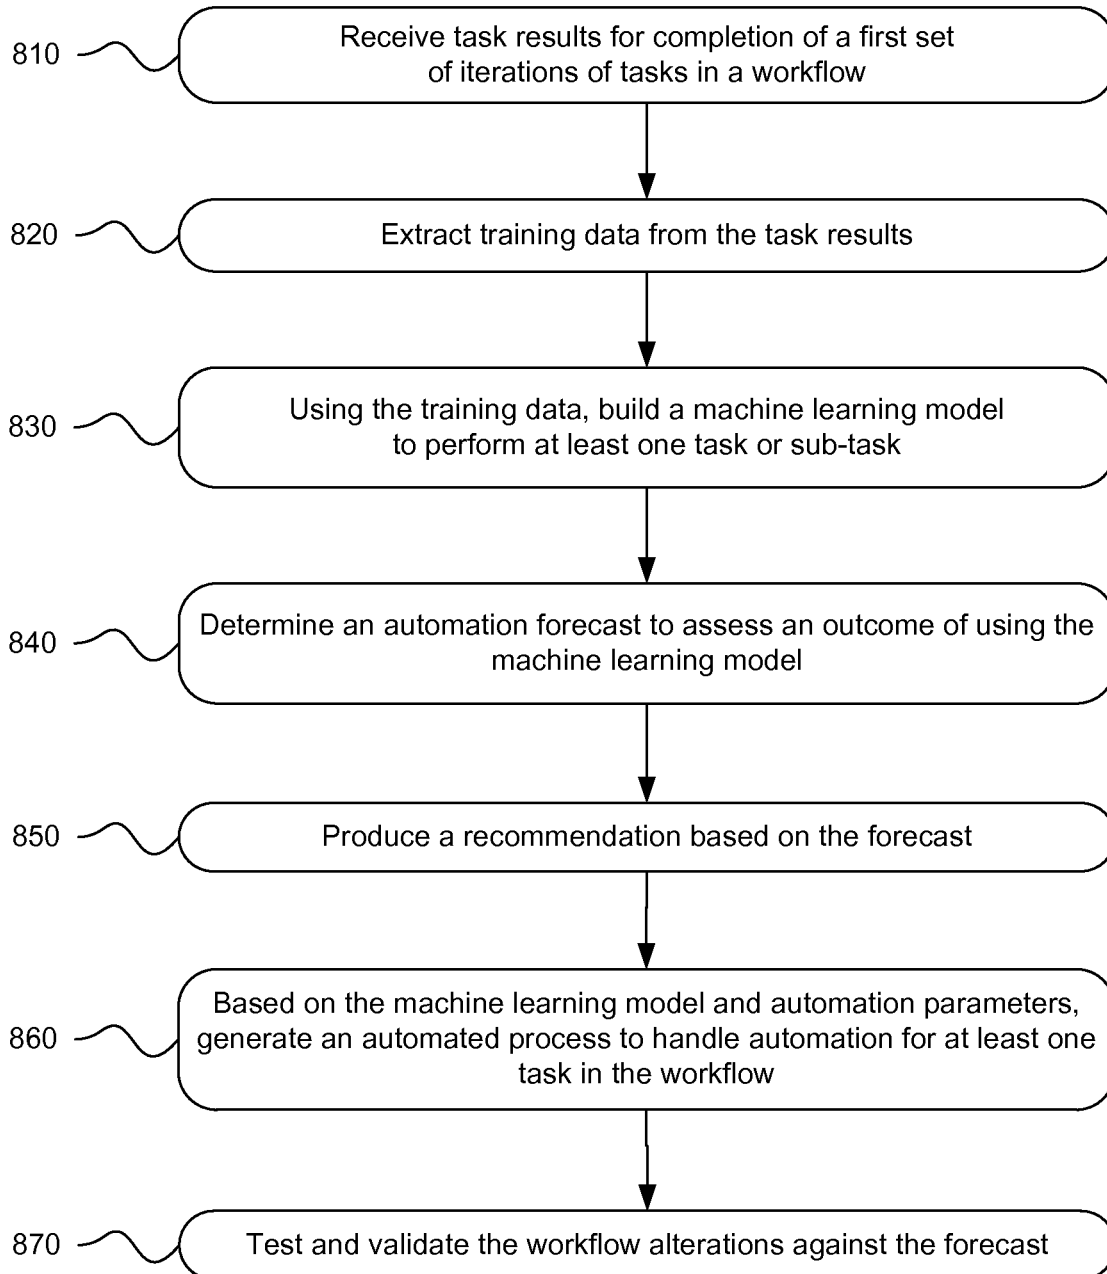 810
Receive task results for completion of a first set
of iterations of tasks in a workflow
820
Extract training data from the task results
830
Using the training data, build a machine learning model
to perform at least one task or sub-task
840
Determine an automation forecast to assess an outcome of using the
machine learning model
850
Produce a recommendation based on the forecast
860
Based on the machine learning model and automation parameters,
generate an automated process to handle automation for at least one
task in the workflow
870
Test and validate the workflow alterations against the forecast